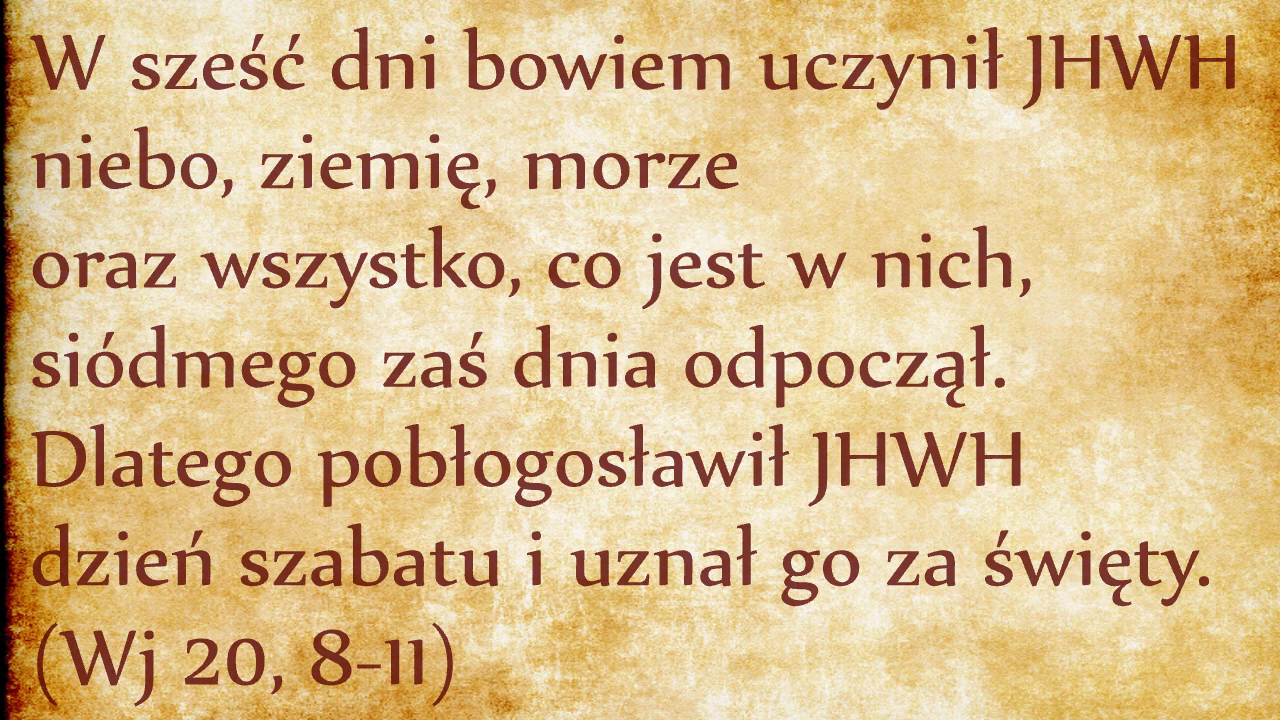 W sześć dni bowiem uczynił JHWH
niebo, ziemię, morze
oraz wszystko, co jest w nich,
siódmego zaś dnia odpoczął.
Dlatego pobłogosławił JHWH
dzień szabatu i uznał go za święty.
(Wj 20, 8-11)